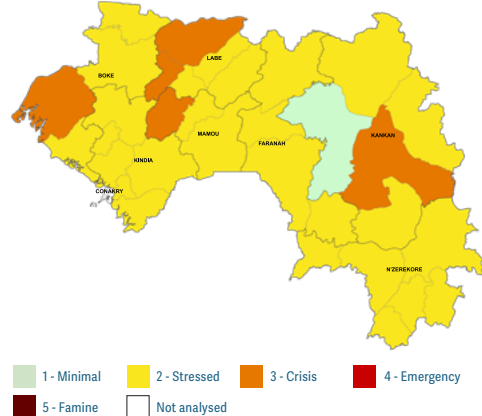 LABE
BOKE
KANKAN
MAMOU
FARANAH
KINDIA
CONAKRY
N'ZEREKORE
1 - Minimal
2 - Stressed
3 - Crisis
4 - Emergency
5 - Famine
Not analysed